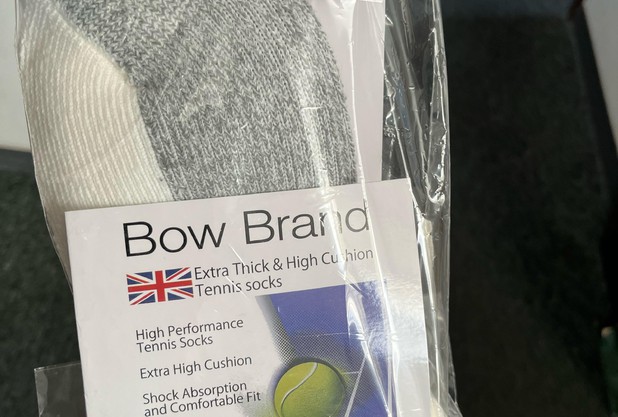 Bow Brand
Extra Thick & High Cushion
Tennis socks
High Performance
Tennis Socks
Extra High Cushion
Shock Absorption
and Comfortable Fit